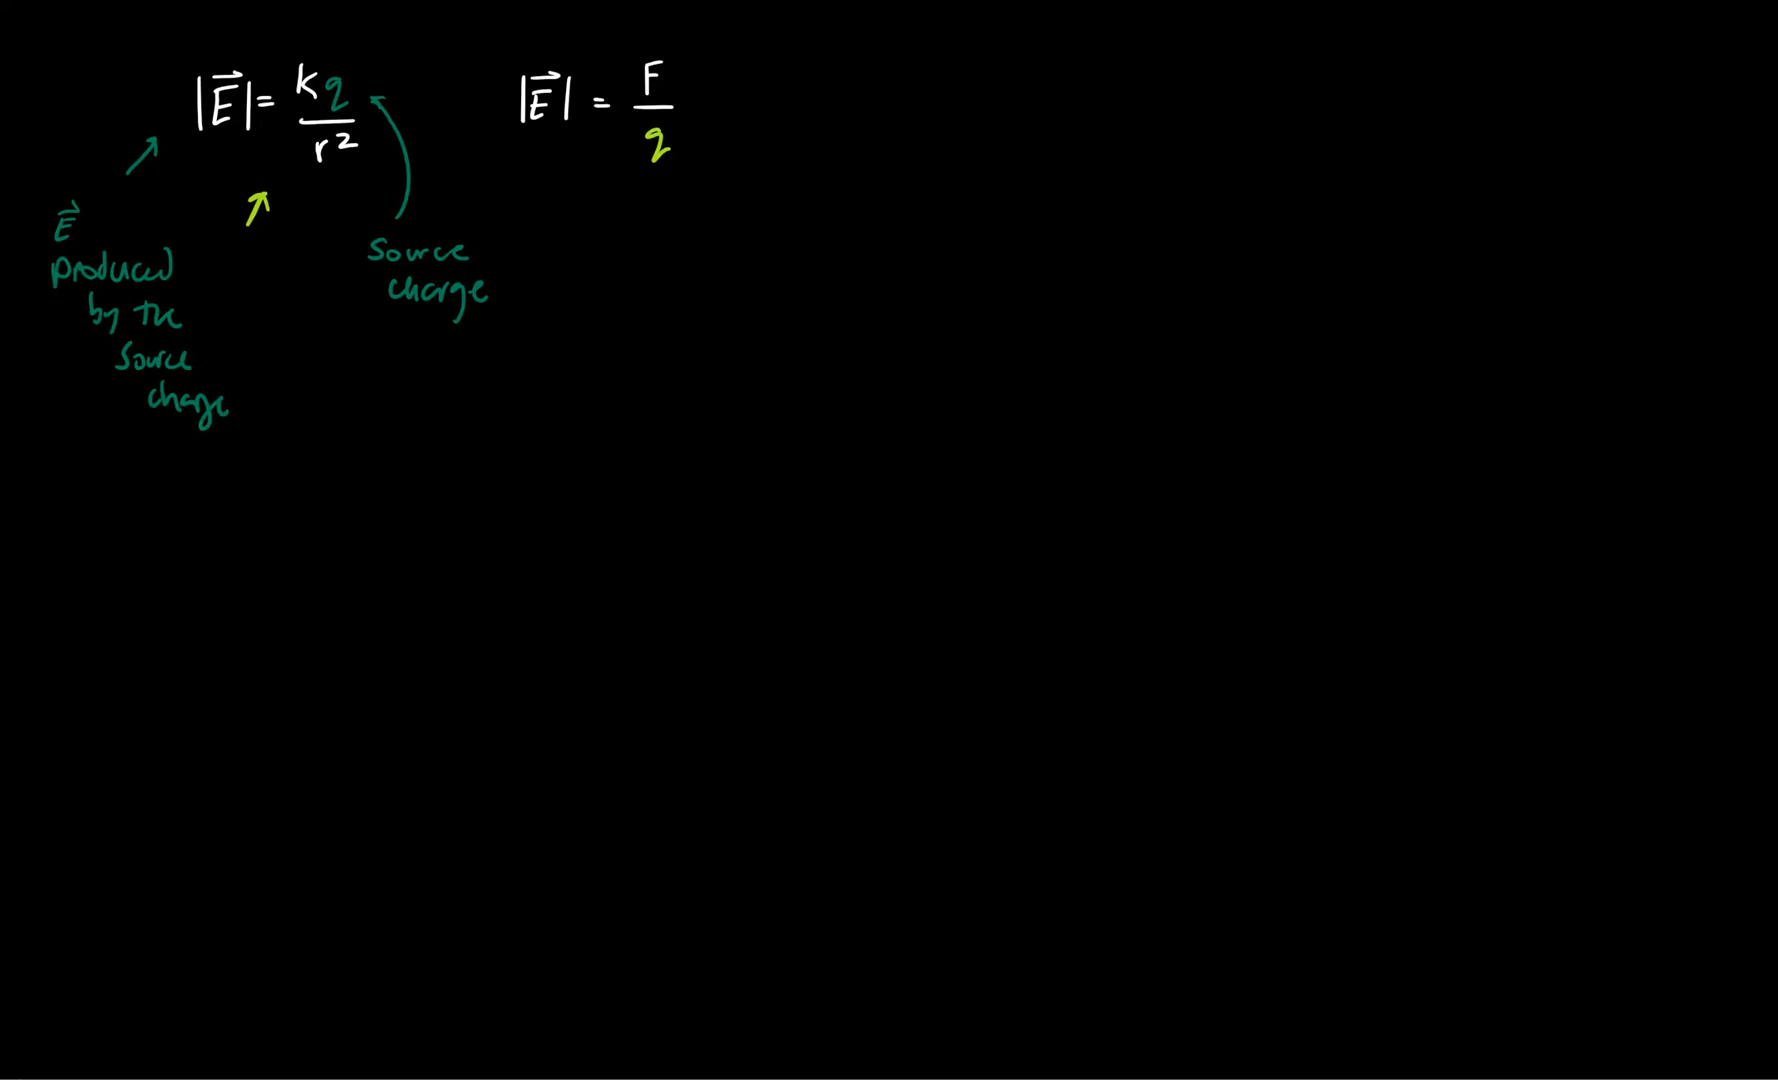 |E⃗| = kq / r²
|E⃗| = F / q
E⃗
produced
by the
source
charge
Source
charge